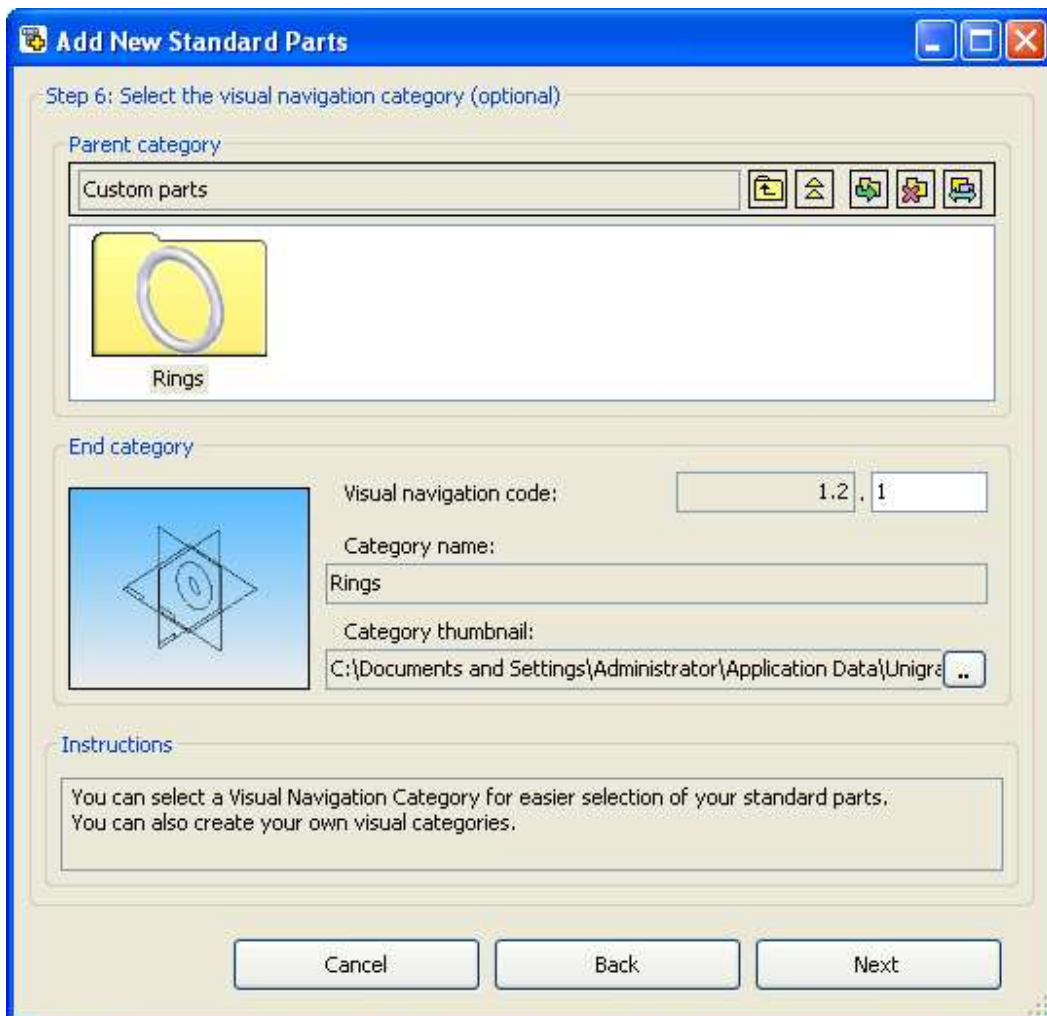 Add New Standard Parts
Step 6: Select the visual navigation category (optional)
Parent category
Custom parts
Rings
End category
Visual navigation code:
1.2 . 1
Category name:
Rings
Category thumbnail:
C:\Documents and Settings\Administrator\Application Data\Unigra
..
Instructions
You can select a Visual Navigation Category for easier selection of your standard parts.
You can also create your own visual categories.
Cancel Back Next